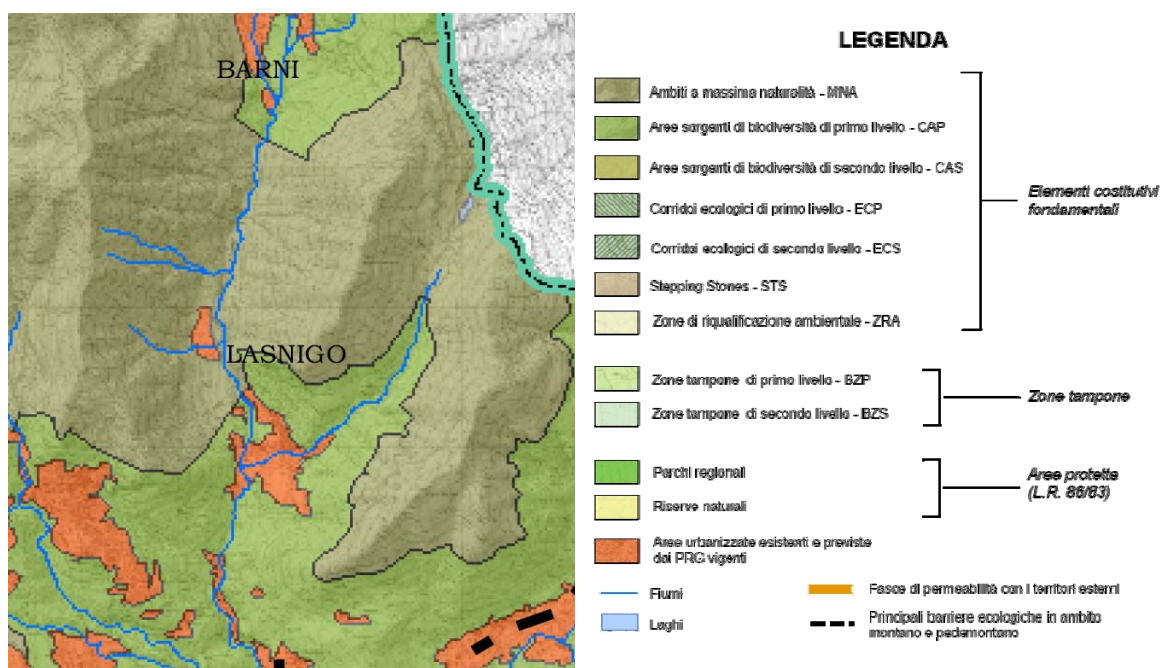 BARNI
LASNIGO
LEGENDA
Ambiti a massima naturalità - MNA
Aree sorgenti di biodiversità di primo livello - CAP
Aree sorgenti di biodiversità di secondo livello - CAS
Corridoi ecologici di primo livello - ECP
Corridoi ecologici di secondo livello - ECS
Stepping Stones - STS
Zone di riqualificazione ambientale - ZRA
Elementi costitutivi
fondamentali
Zone tampone di primo livello - BZP
Zone tampone di secondo livello - BZS
Zone tampone
Parchi regionali
Riserve naturali
Aree protette
(L.R. 86/83)
Aree urbanizzate esistenti e previste
dai PRG vigenti
Fiumi
Laghi
Fasce di permeabilità con i territori esterni
Principali barriere ecologiche in ambito
montano e pedemontano